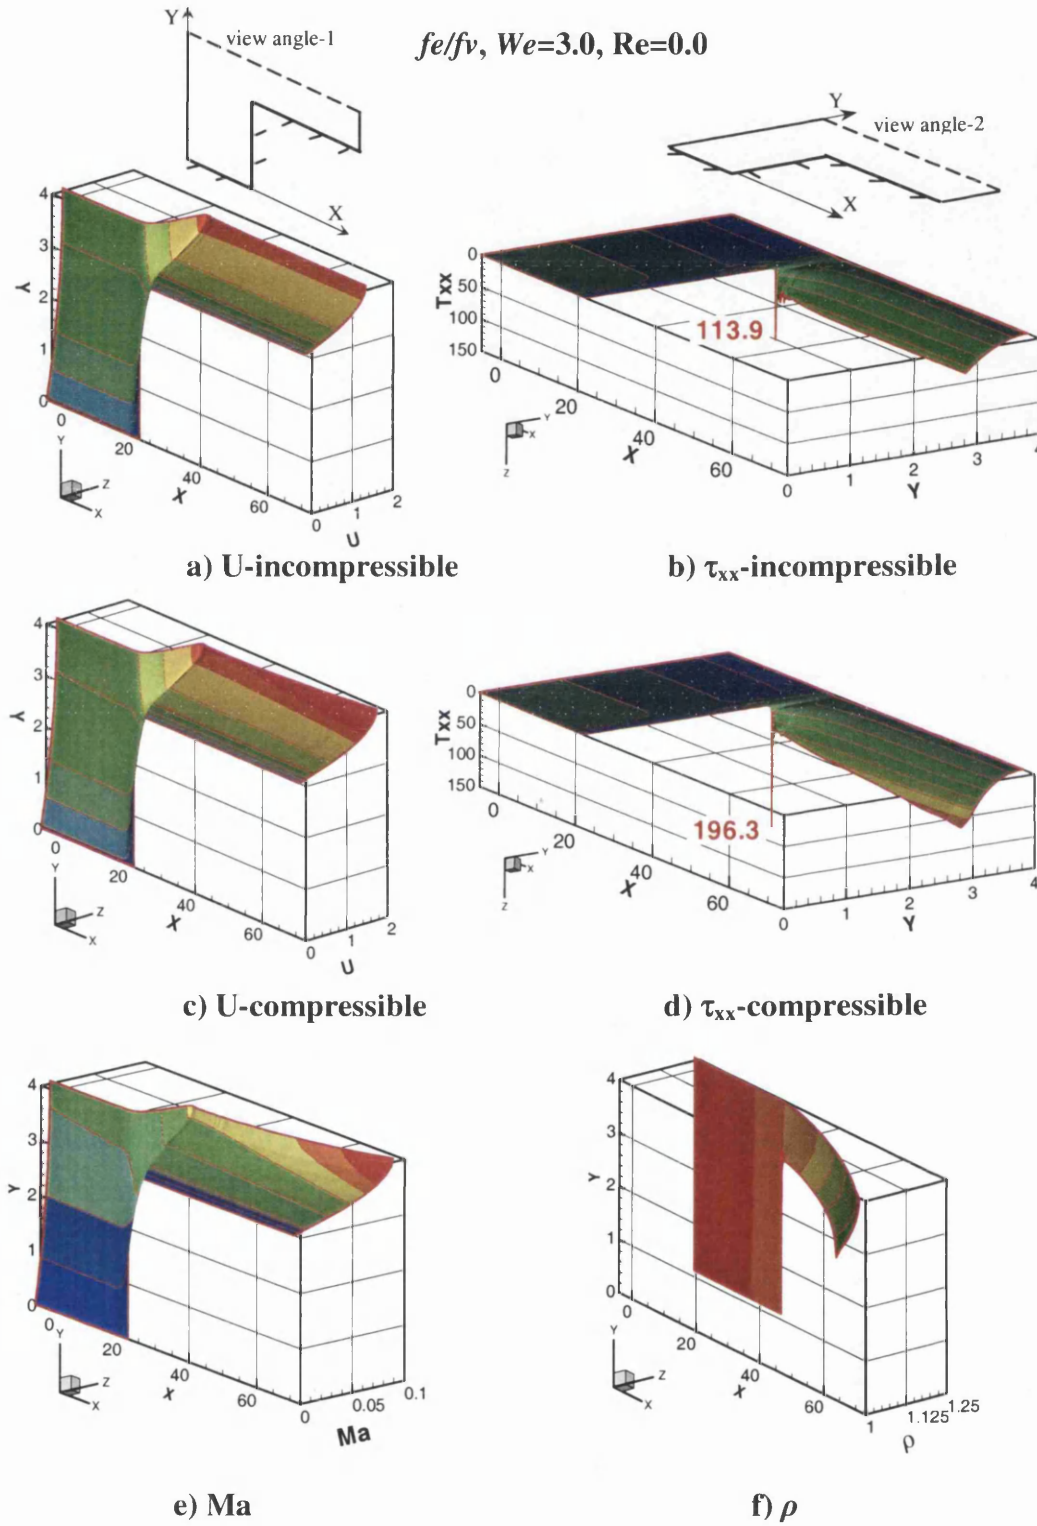 fe/fv, We=3.0, Re=0.0
Y
view angle-1
X
Y
view angle-2
X
4
3
2
1
0
Y
0
20
40
60
X
0
1
2
U
Y
Z
X
0
50
100
150
Txx
113.9
0
20
40
60
X
0
1
2
3
4
Y
Y
X
Z
a) U-incompressible
b) τxx-incompressible
4
3
2
1
0
Y
0
20
40
60
X
0
1
2
U
Y
Z
X
0
50
100
150
Txx
196.3
0
20
40
60
X
0
1
2
3
4
Y
Y
X
Z
c) U-compressible
d) τxx-compressible
4
3
2
1
0
Y
0
20
40
60
X
0
0.05
0.1
Ma
Y
Z
X
4
3
2
1
0
Y
0
20
40
60
X
1
1.125
1.25
ρ
Y
Z
X
e) Ma
f) ρ